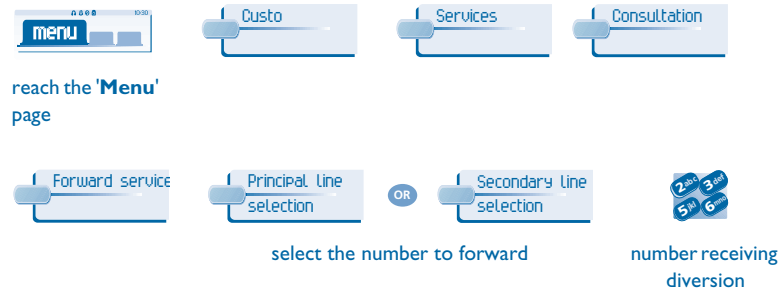 10:30
menu
Custo
Services
Consultation
reach the 'Menu'
page
Forward service
Principal line
selection
OR
Secondary line
selection
2abc 3def
5jkl 6mno
select the number to forward
number receiving
diversion